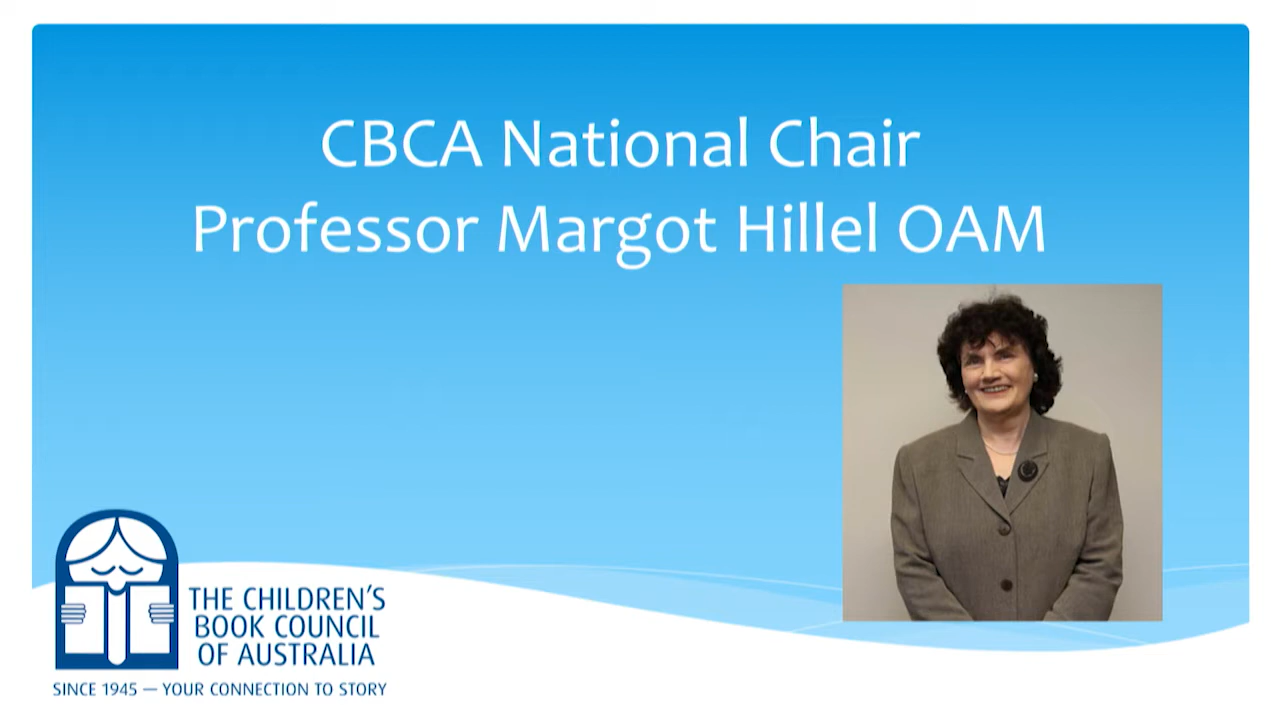 CBCA National Chair
Professor Margot Hillel OAM
THE CHILDREN'S
BOOK COUNCIL
OF AUSTRALIA
SINCE 1945 — YOUR CONNECTION TO STORY